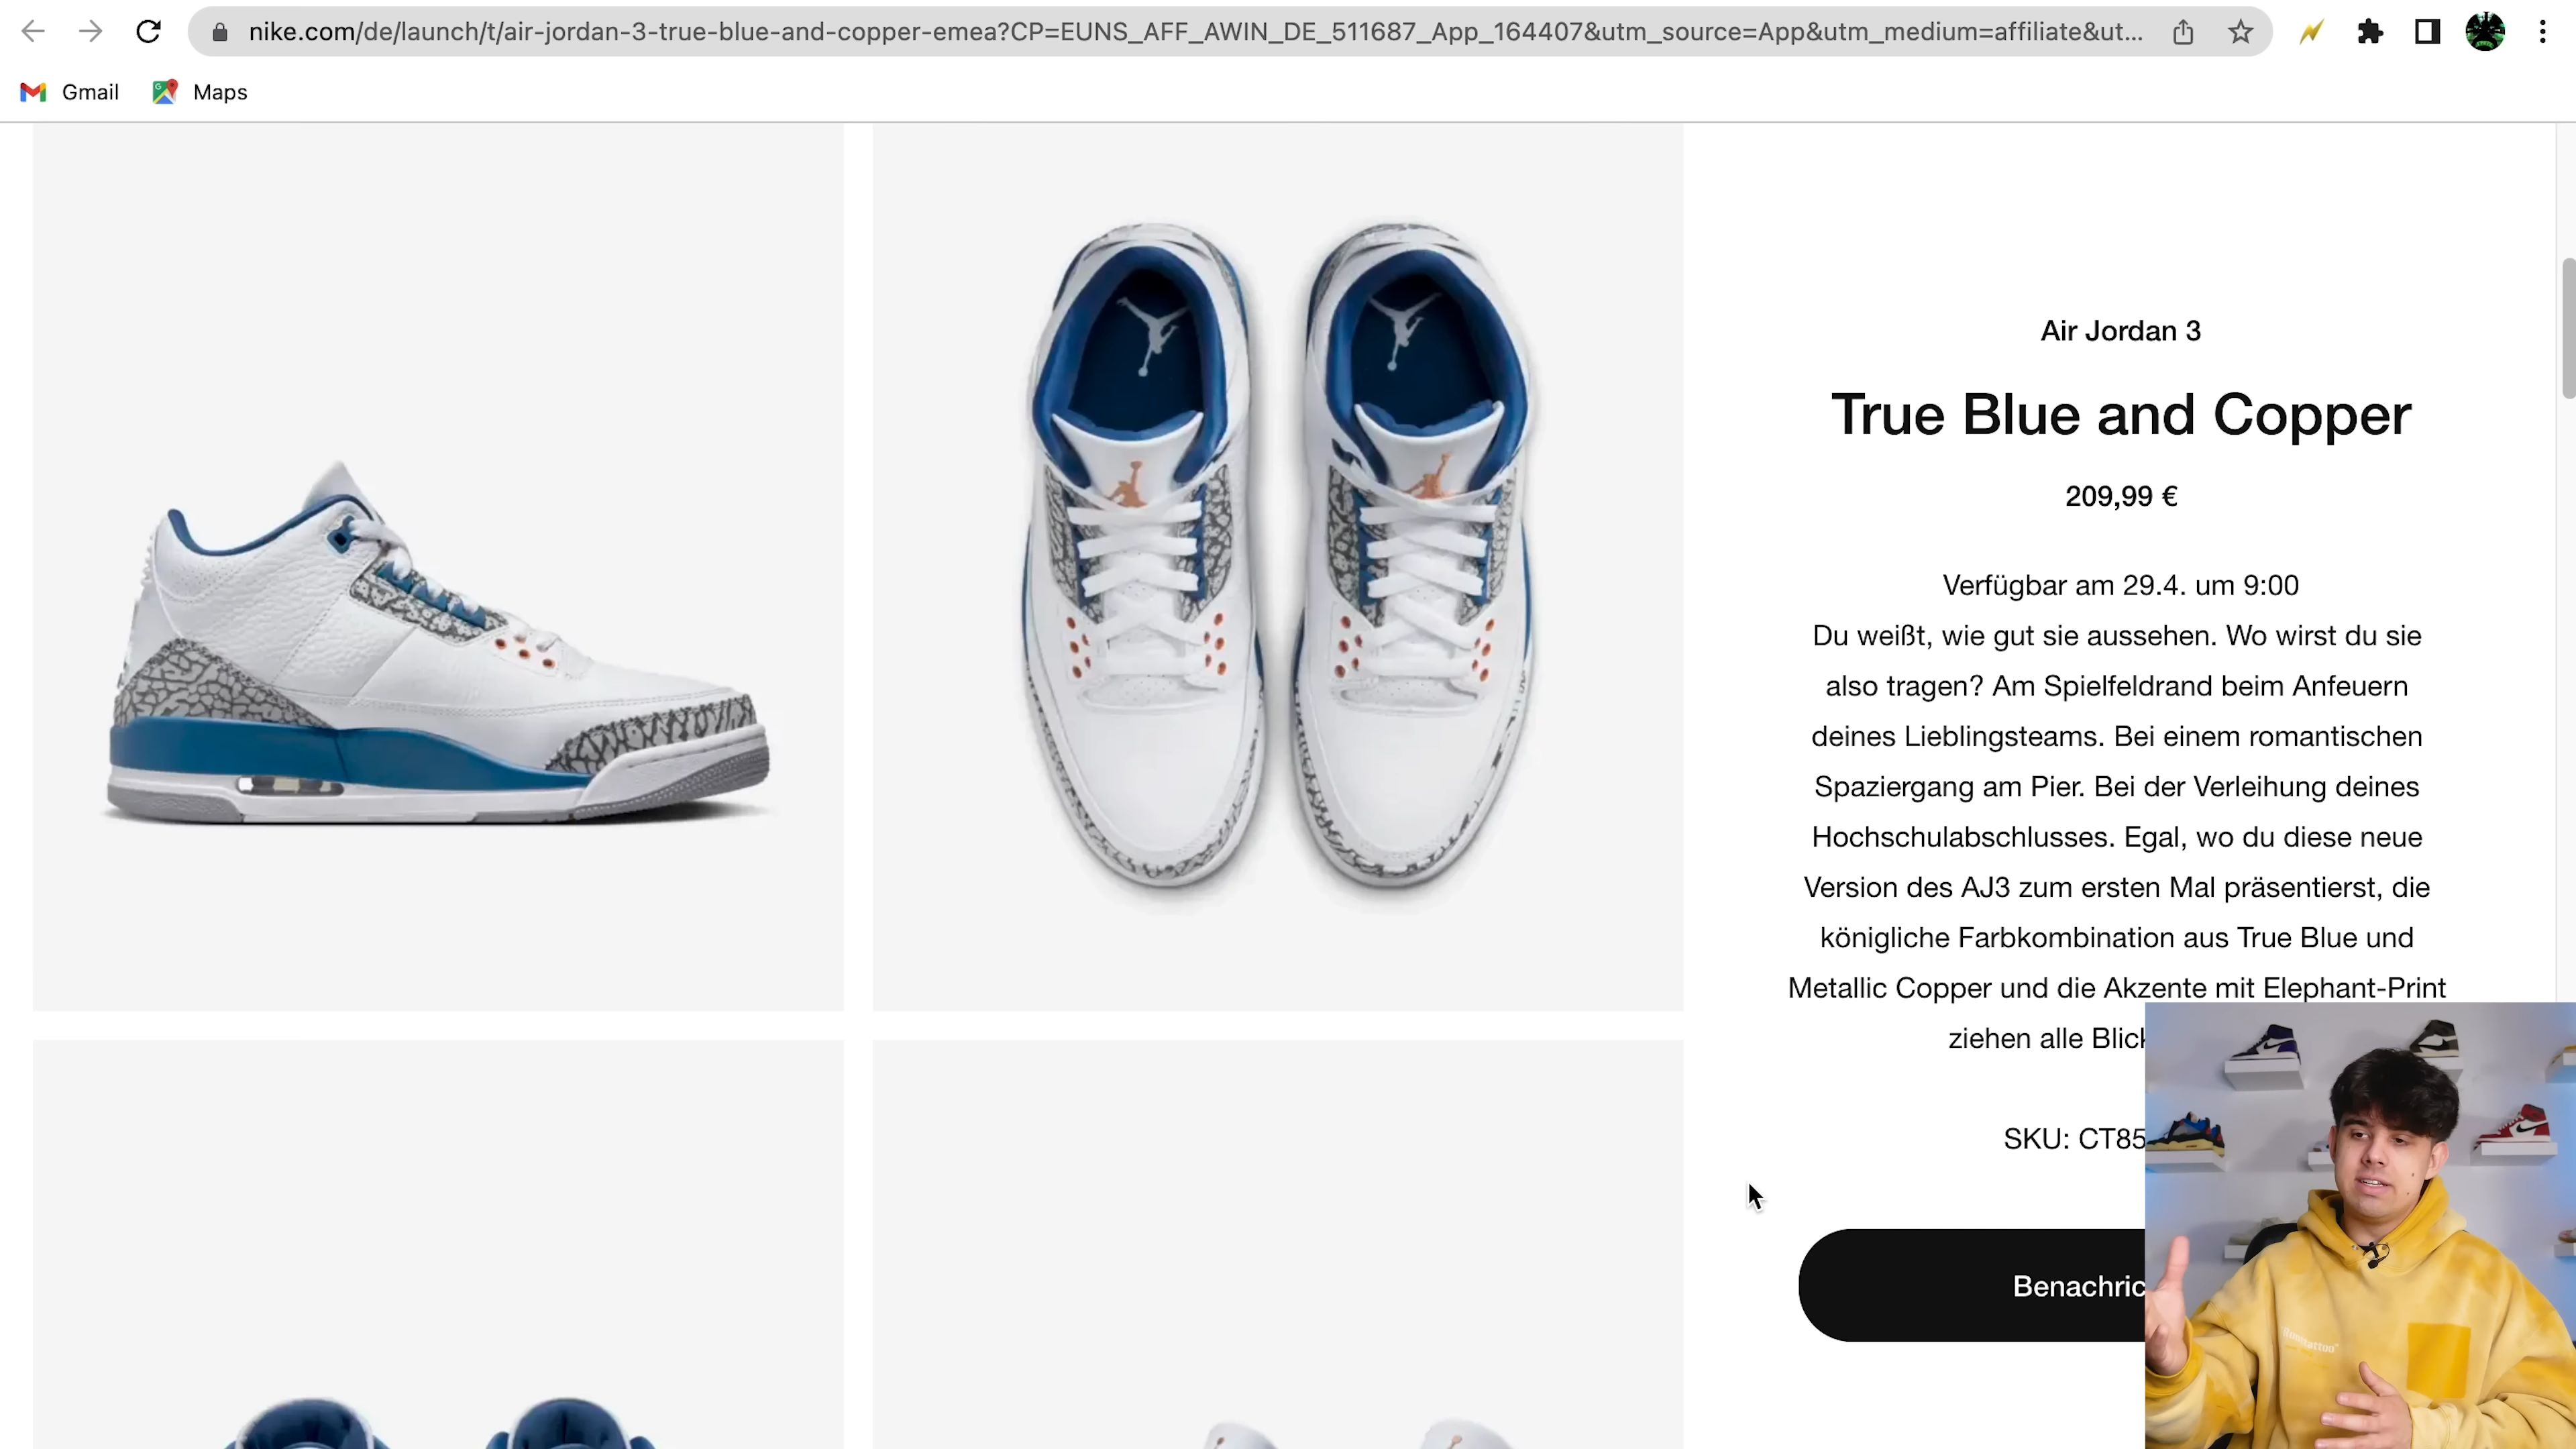 nike.com/de/launch/t/air-jordan-3-true-blue-and-copper-emea?CP=EUNS_AFF_AWIN_DE_511687_App_164407&utm_source=App&utm_medium=affiliate&ut...
Gmail
Maps
Air Jordan 3
True Blue and Copper
209,99 €
Verfügbar am 29.4. um 9:00
Du weißt, wie gut sie aussehen. Wo wirst du sie
also tragen? Am Spielfeldrand beim Anfeuern
deines Lieblingsteams. Bei einem romantischen
Spaziergang am Pier. Bei der Verleihung deines
Hochschulabschlusses. Egal, wo du diese neue
Version des AJ3 zum ersten Mal präsentierst, die
königliche Farbkombination aus True Blue und
Metallic Copper und die Akzente mit Elephant-Print
ziehen alle Blick
SKU: CT85
Benachric